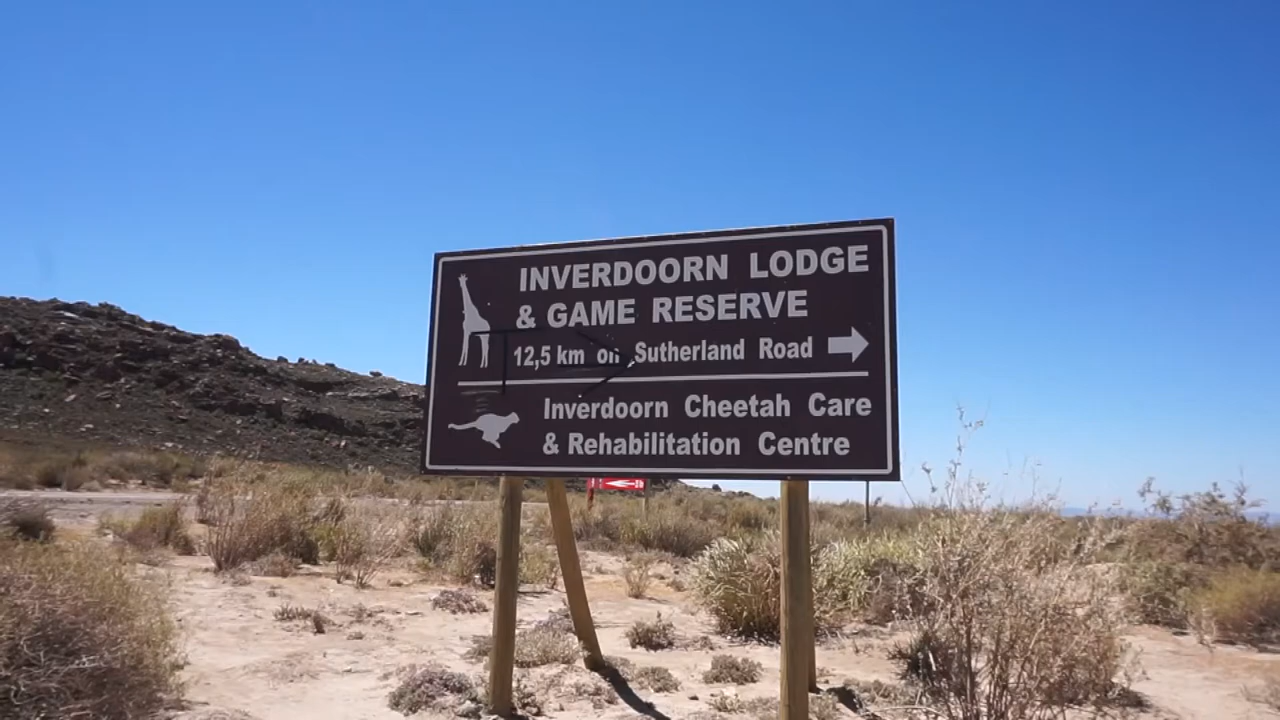 INVERDOORN LODGE
& GAME RESERVE
12,5 km on Sutherland Road
Inverdoorn Cheetah Care
& Rehabilitation Centre